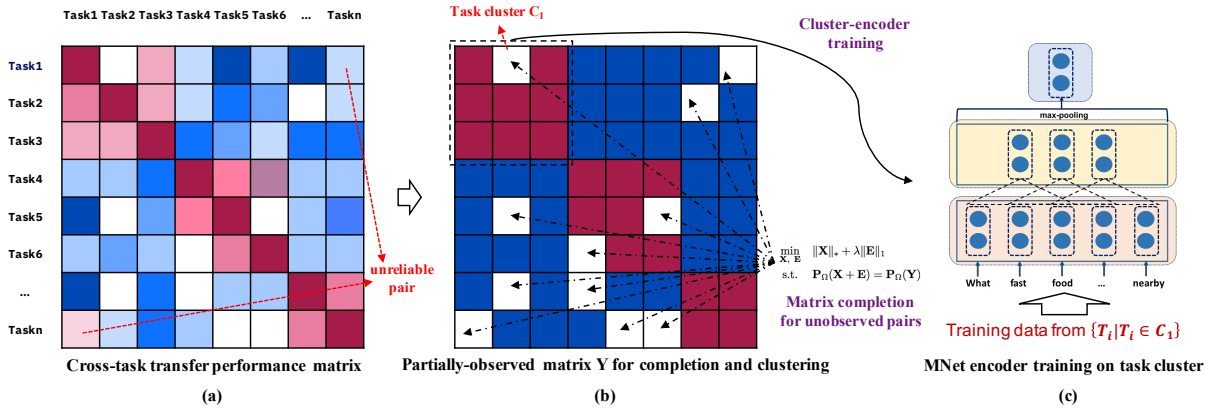 Task1 Task2 Task3 Task4 Task5 Task6 ... Taskn
Task1
Task2
Task3
Task4
Task5
Task6
...
Taskn
unreliable
pair
Cross-task transfer performance matrix
(a)
Task cluster C₁
Cluster-encoder
training
min ‖X‖* + λ‖E‖₁
X, E
s.t. P_Ω(X + E) = P_Ω(Y)
Matrix completion
for unobserved pairs
Partially-observed matrix Y for completion and clustering
(b)
max-pooling
What fast food ... nearby
Training data from {Tᵢ|Tᵢ ∈ C₁}
MNet encoder training on task cluster
(c)